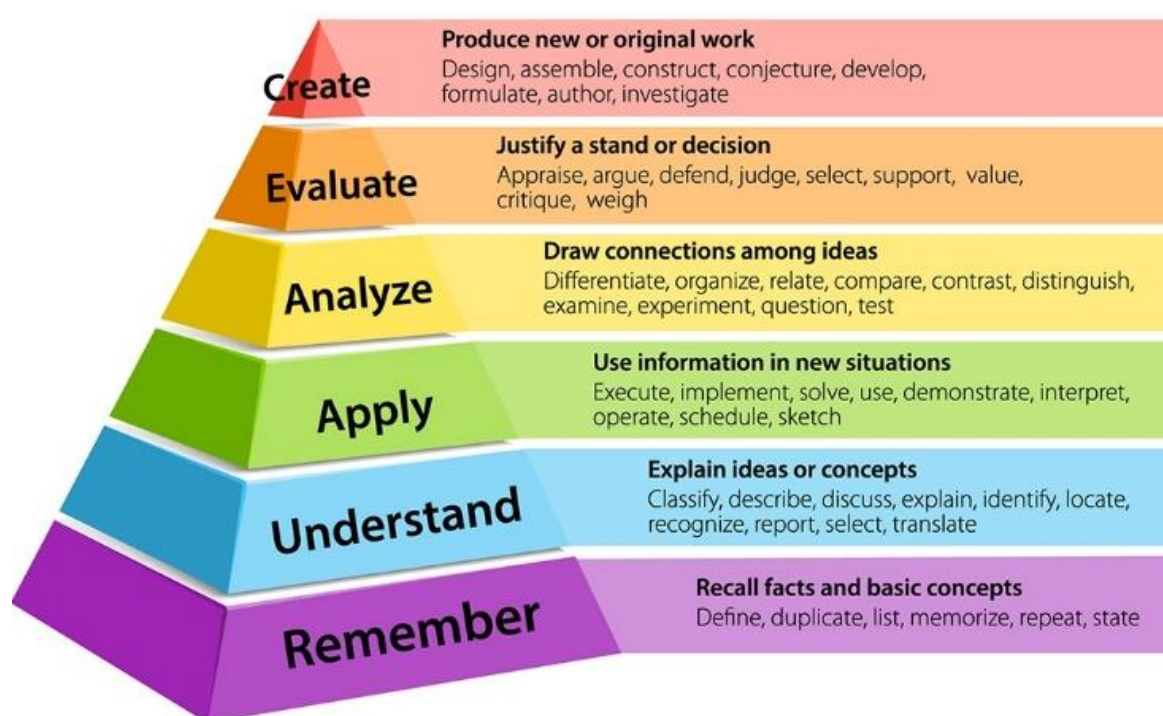 Create
Produce new or original work
Design, assemble, construct, conjecture, develop,
formulate, author, investigate
Evaluate
Justify a stand or decision
Appraise, argue, defend, judge, select, support, value,
critique, weigh
Analyze
Draw connections among ideas
Differentiate, organize, relate, compare, contrast, distinguish,
examine, experiment, question, test
Apply
Use information in new situations
Execute, implement, solve, use, demonstrate, interpret,
operate, schedule, sketch
Understand
Explain ideas or concepts
Classify, describe, discuss, explain, identify, locate,
recognize, report, select, translate
Remember
Recall facts and basic concepts
Define, duplicate, list, memorize, repeat, state